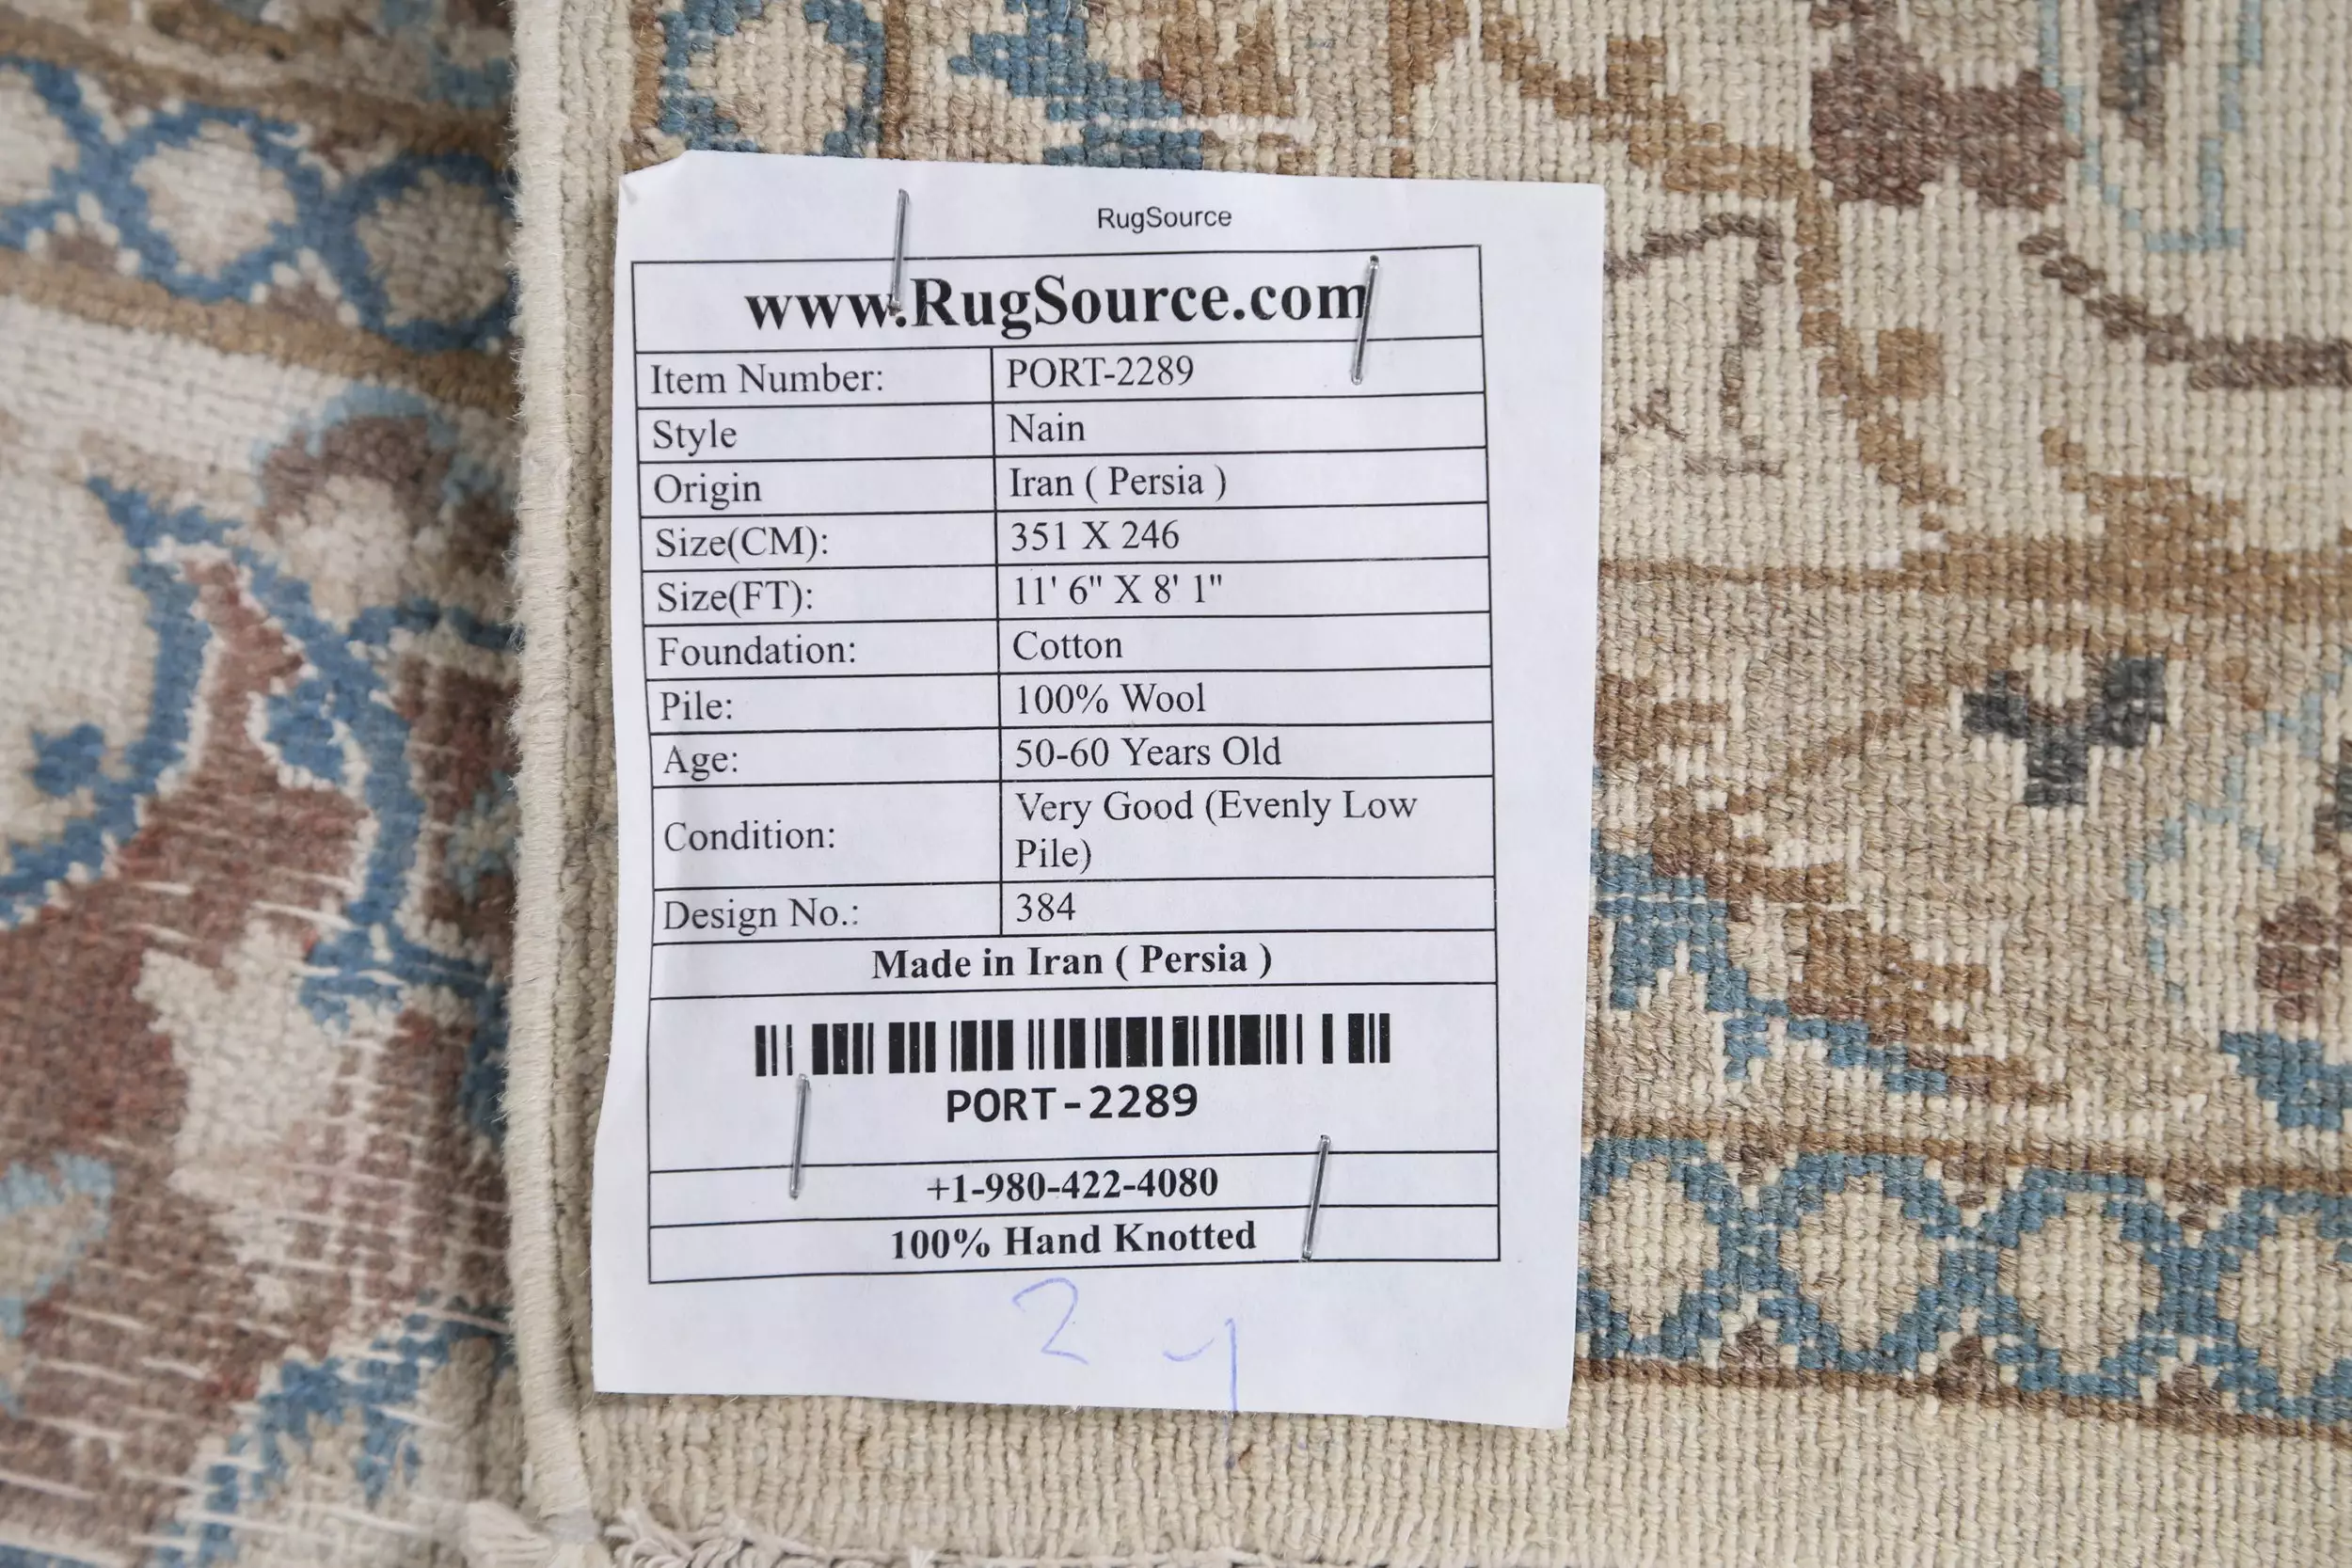 RugSource
www.RugSource.com
Item Number: PORT-2289
Style Nain
Origin Iran ( Persia )
Size(CM): 351 X 246
Size(FT): 11' 6" X 8' 1"
Foundation: Cotton
Pile: 100% Wool
Age: 50-60 Years Old
Condition: Very Good (Evenly Low
Pile)
Design No.: 384
Made in Iran ( Persia )
PORT-2289
+1-980-422-4080
100% Hand Knotted
2